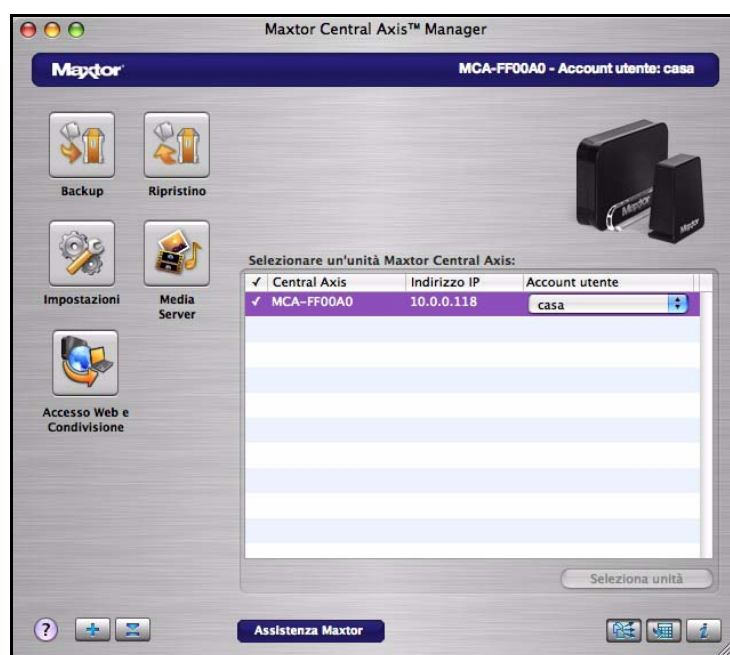 Maxtor Central Axis™ Manager
Maxtor
MCA-FF00A0 - Account utente: casa
Backup
Ripristino
Maxtor
Maxtor
Impostazioni
Media
Server
Accesso Web e
Condivisione
Selezionare un'unità Maxtor Central Axis:
✓ Central Axis Indirizzo IP Account utente
✓ MCA-FF00A0 10.0.0.118 casa
Seleziona unità
? Assistenza Maxtor i